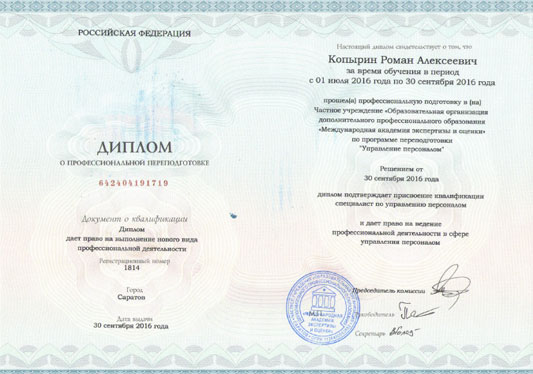 РОССИЙСКАЯ ФЕДЕРАЦИЯ
ДИПЛОМ
О ПРОФЕССИОНАЛЬНОЙ ПЕРЕПОДГОТОВКЕ
642404191719
Документ о квалификации
Диплом
дает право на выполнение нового вида
профессиональной деятельности
Регистрационный номер
1814
Город
Саратов
Дата выдачи
30 сентября 2016 года
Настоящий диплом свидетельствует о том, что
Копырин Роман Алексеевич
за время обучения в период
с 01 июля 2016 года по 30 сентября 2016 года
прошел(а) профессиональную подготовку в (на)
Частное учреждение «Образовательная организация
дополнительного профессионального образования
«Международная академия экспертизы и оценки»
по программе переподготовки
"Управление персоналом"
Решением от
30 сентября 2016 года
диплом подтверждает присвоение квалификации
специалист по управлению персоналом
и дает право на ведение
профессиональной деятельности в сфере
управления персоналом
Председатель комиссии
Руководитель
Секретарь
МЕЖДУНАРОДНАЯ
АКАДЕМИЯ
ЭКСПЕРТИЗЫ
И ОЦЕНКИ